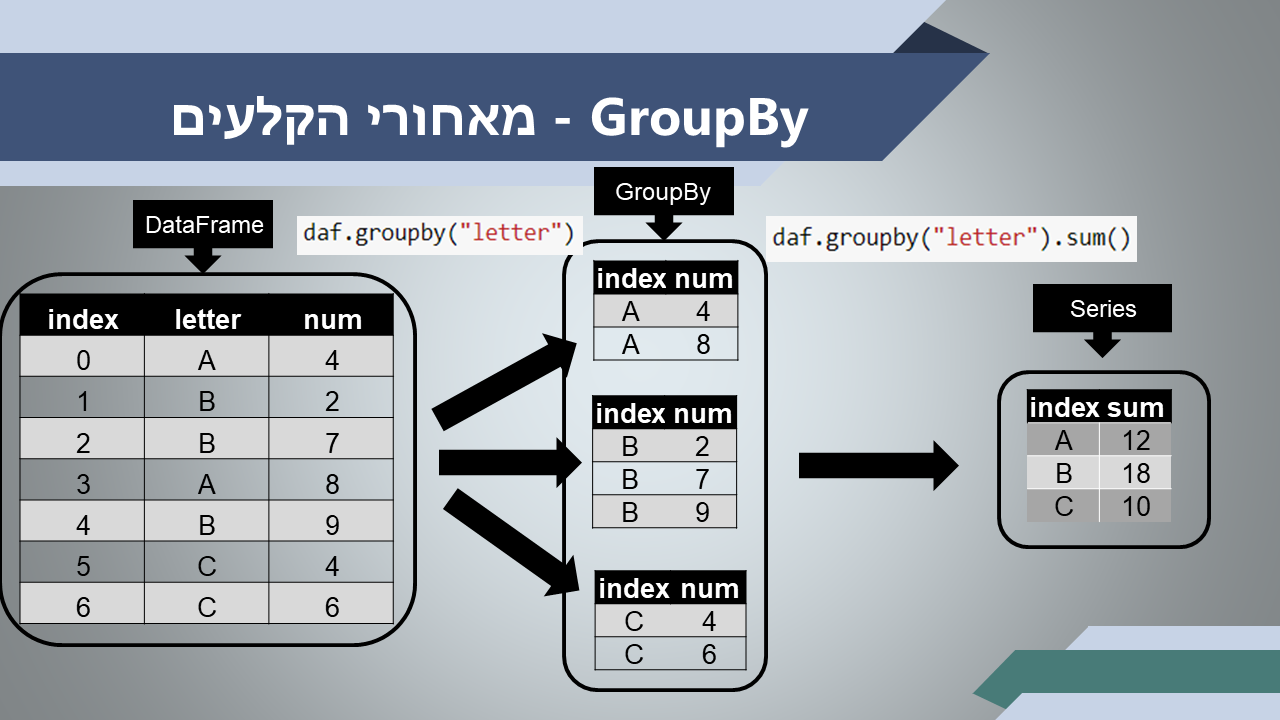 GroupBy - מאחורי הקלעים
DataFrame
daf.groupby("letter")
GroupBy
daf.groupby("letter").sum()
Series
index letter num
0 A 4
1 B 2
2 B 7
3 A 8
4 B 9
5 C 4
6 C 6
index num
A 4
A 8
index num
B 2
B 7
B 9
index num
C 4
C 6
index sum
A 12
B 18
C 10